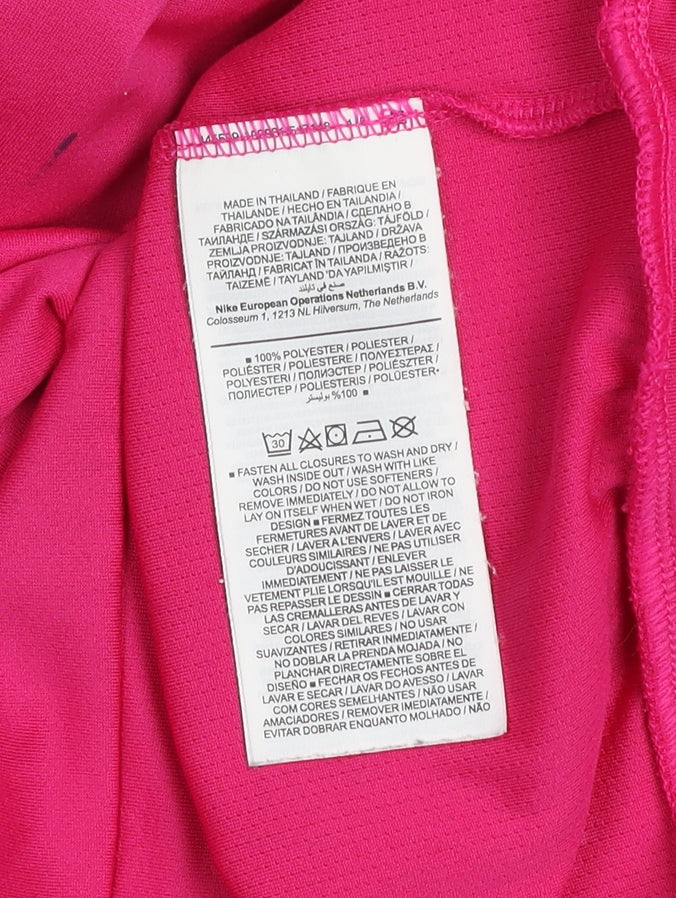 MADE IN THAILAND / FABRIQUE EN
THAILANDE / HECHO EN TAILANDIA /
FABRICADO NA TAILÂNDIA / СДЕЛАНО В
ТАИЛАНДЕ / SZÁRMAZÁSI ORSZÁG: TAJFÖLD /
ZEMLJA PROIZVODNJE: TAJLAND / DRŽAVA
PROIZVODNJE: TAJLAND / ПРОИЗВЕДЕНО В
ТАЙЛАНД / FABRICAT ÎN TAILANDA / RAŽOTS:
TAIZEME / TAYLAND 'DA YAPILMIŞTIR /
صنع في تايلند
Nike European Operations Netherlands B.V.
Colosseum 1, 1213 NL Hilversum, The Netherlands
■ 100% POLYESTER / POLIESTER /
POLIÉSTER / POLIESTERE / ΠΟΛΥΕΣΤΕΡΑΣ /
POLYESTERI / ПОЛИЭСТЕР / POLIÉSZTER /
ПОЛИЕСТЕР / POLIESTERIS / POLÜESTER*
■ %100 بوليستر
30
■ FASTEN ALL CLOSURES TO WASH AND DRY /
WASH INSIDE OUT / WASH WITH LIKE
COLORS / DO NOT USE SOFTENERS /
REMOVE IMMEDIATELY / DO NOT ALLOW TO
LAY ON ITSELF WHEN WET / DO NOT IRON
DESIGN ■ FERMEZ TOUTES LES
FERMETURES AVANT DE LAVER ET DE
SECHER / LAVER A L'ENVERS / LAVER AVEC
COULEURS SIMILAIRES / NE PAS UTILISER
D'ADOUCISSANT / ENLEVER
IMMÉDIATEMENT / NE PAS LAISSER LE
VETEMENT PLIE LORSQU'IL EST MOUILLE / NE
PAS REPASSER LE DESSIN ■ CERRAR TODAS
LAS CREMALLERAS ANTES DE LAVAR Y
SECAR / LAVAR DEL REVES / LAVAR CON
COLORES SIMILARES / NO USAR
SUAVIZANTES / RETIRAR INMEDIATAMENTE /
NO DOBLAR LA PRENDA MOJADA / NO
PLANCHAR DIRECTAMENTE SOBRE EL
DISEÑO ■ FECHAR OS FECHOS ANTES DE
LAVAR E SECAR / LAVAR DO AVESSO / LAVAR
COM CORES SEMELHANTES / NÃO USAR
AMACIADORES / REMOVER IMEDIATAMENTE /
EVITAR DOBRAR ENQUANTO MOLHADO / NÃO